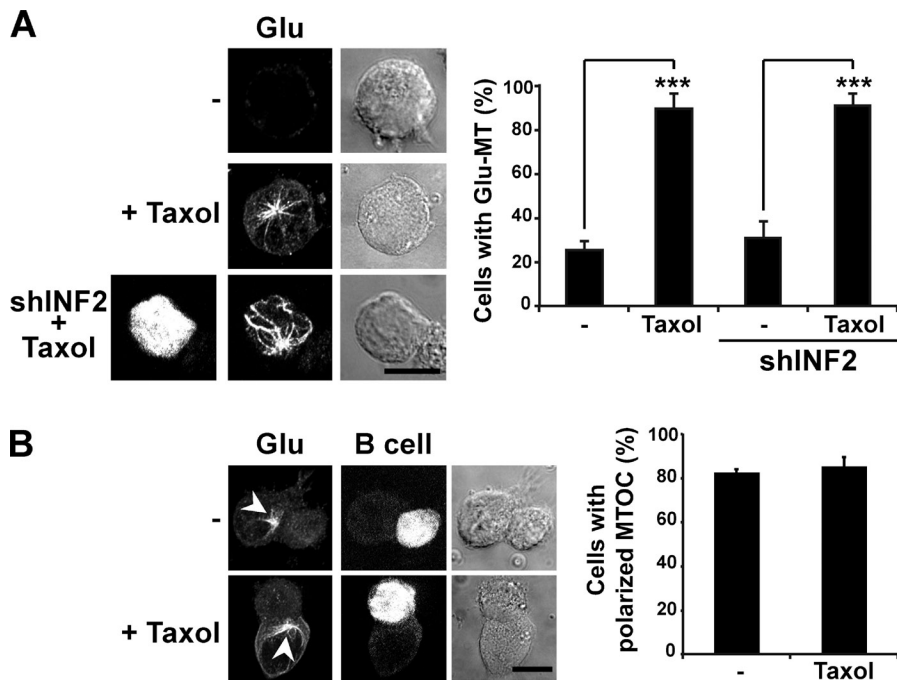 A
Glu
-
+ Taxol
shINF2
+
Taxol
Cells with Glu-MT (%)
100
80
60
40
20
0
***
***
-
Taxol
-
Taxol
shINF2
B
Glu
B cell
-
+ Taxol
Cells with
polarized MTOC (%)
100
80
60
40
20
0
-
Taxol